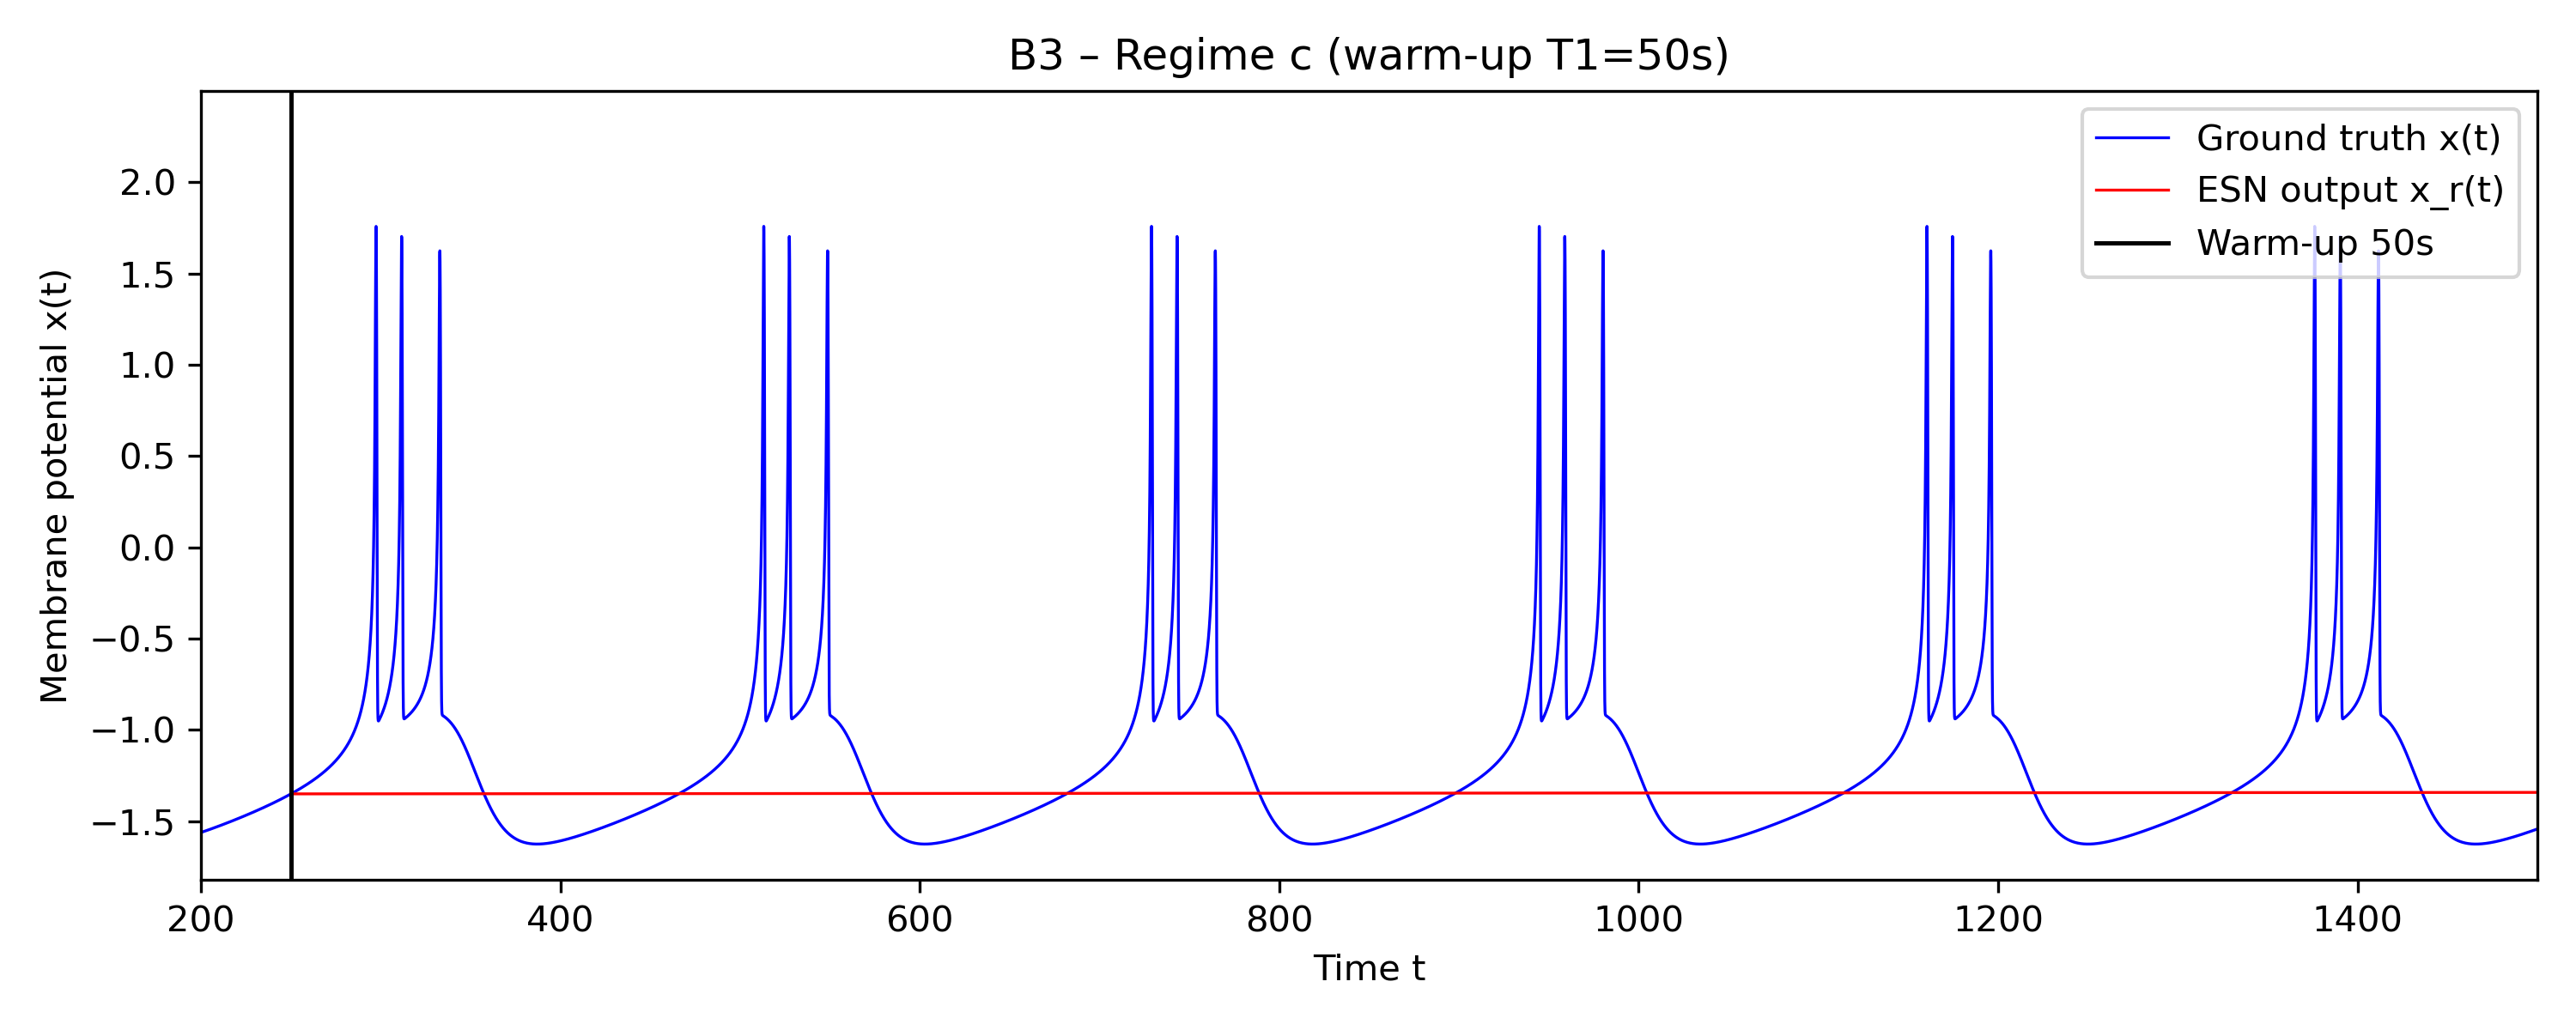 B3 – Regime c (warm-up T1=50s)
Ground truth x(t)
ESN output x_r(t)
Warm-up 50s
Membrane potential x(t)
2.0
1.5
1.0
0.5
0.0
−0.5
−1.0
−1.5
200 400 600 800 1000 1200 1400
Time t